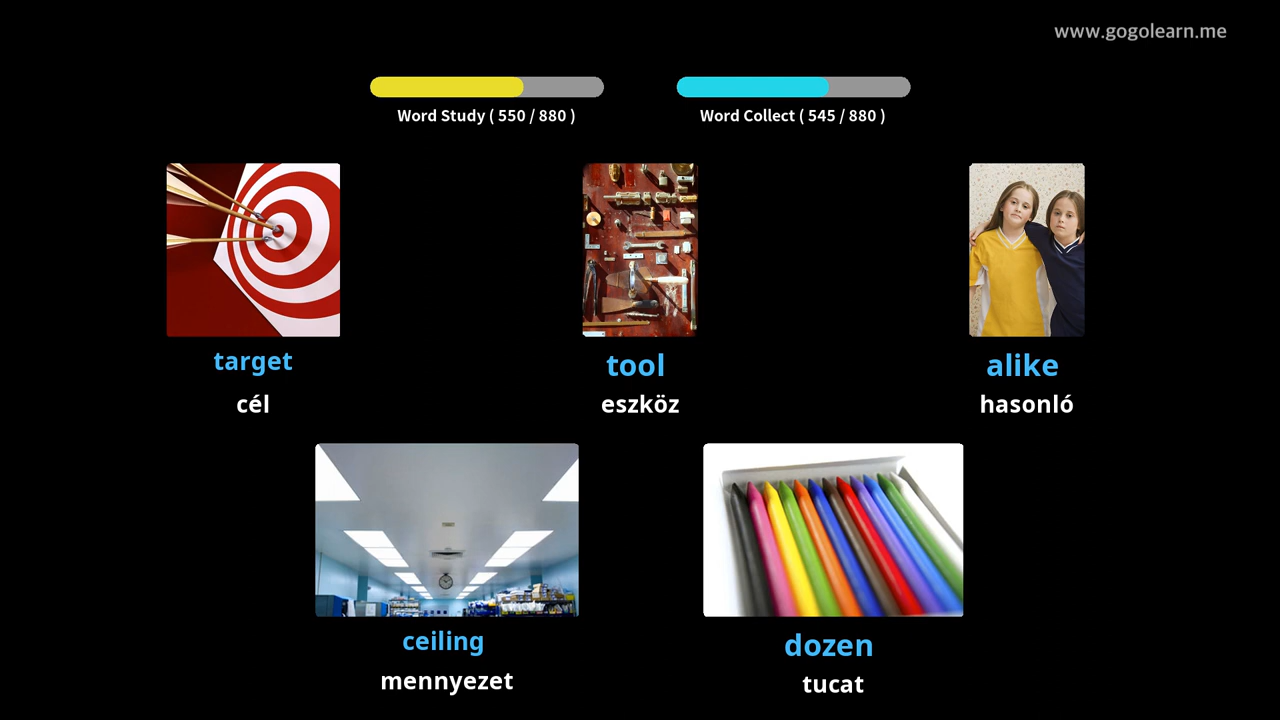 www.gogolearn.me
Word Study ( 550 / 880 )
Word Collect ( 545 / 880 )
target
tool
alike
cél
eszköz
hasonló
ceiling
dozen
mennyezet
tucat